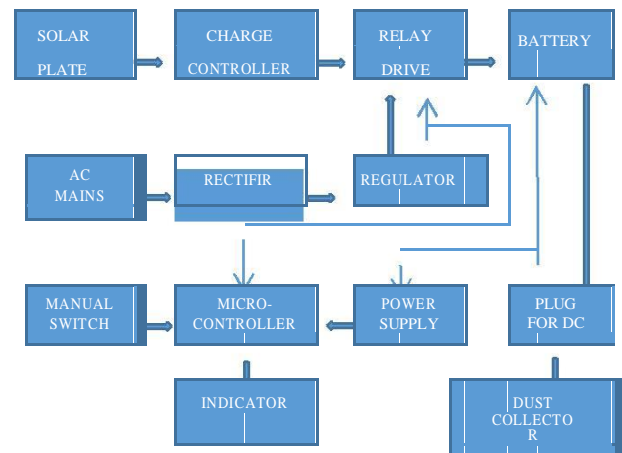 SOLAR
PLATE
CHARGE
CONTROLLER
RELAY
DRIVE
BATTERY
AC
MAINS
RECTIFIR
REGULATOR
MANUAL
SWITCH
MICRO-
CONTROLLER
POWER
SUPPLY
PLUG
FOR DC
INDICATOR
DUST
COLLECTO
R